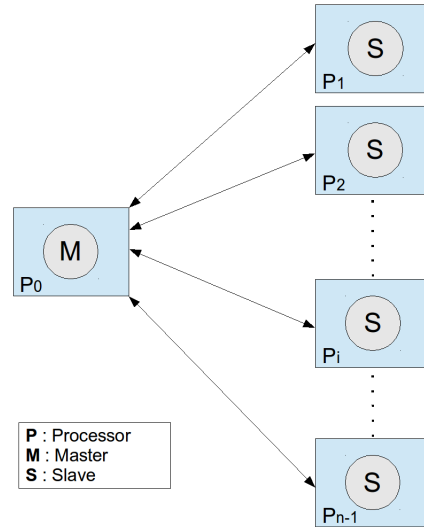 S
P1
S
P2
M
P0
S
Pi
S
Pn-1
P : Processor
M : Master
S : Slave